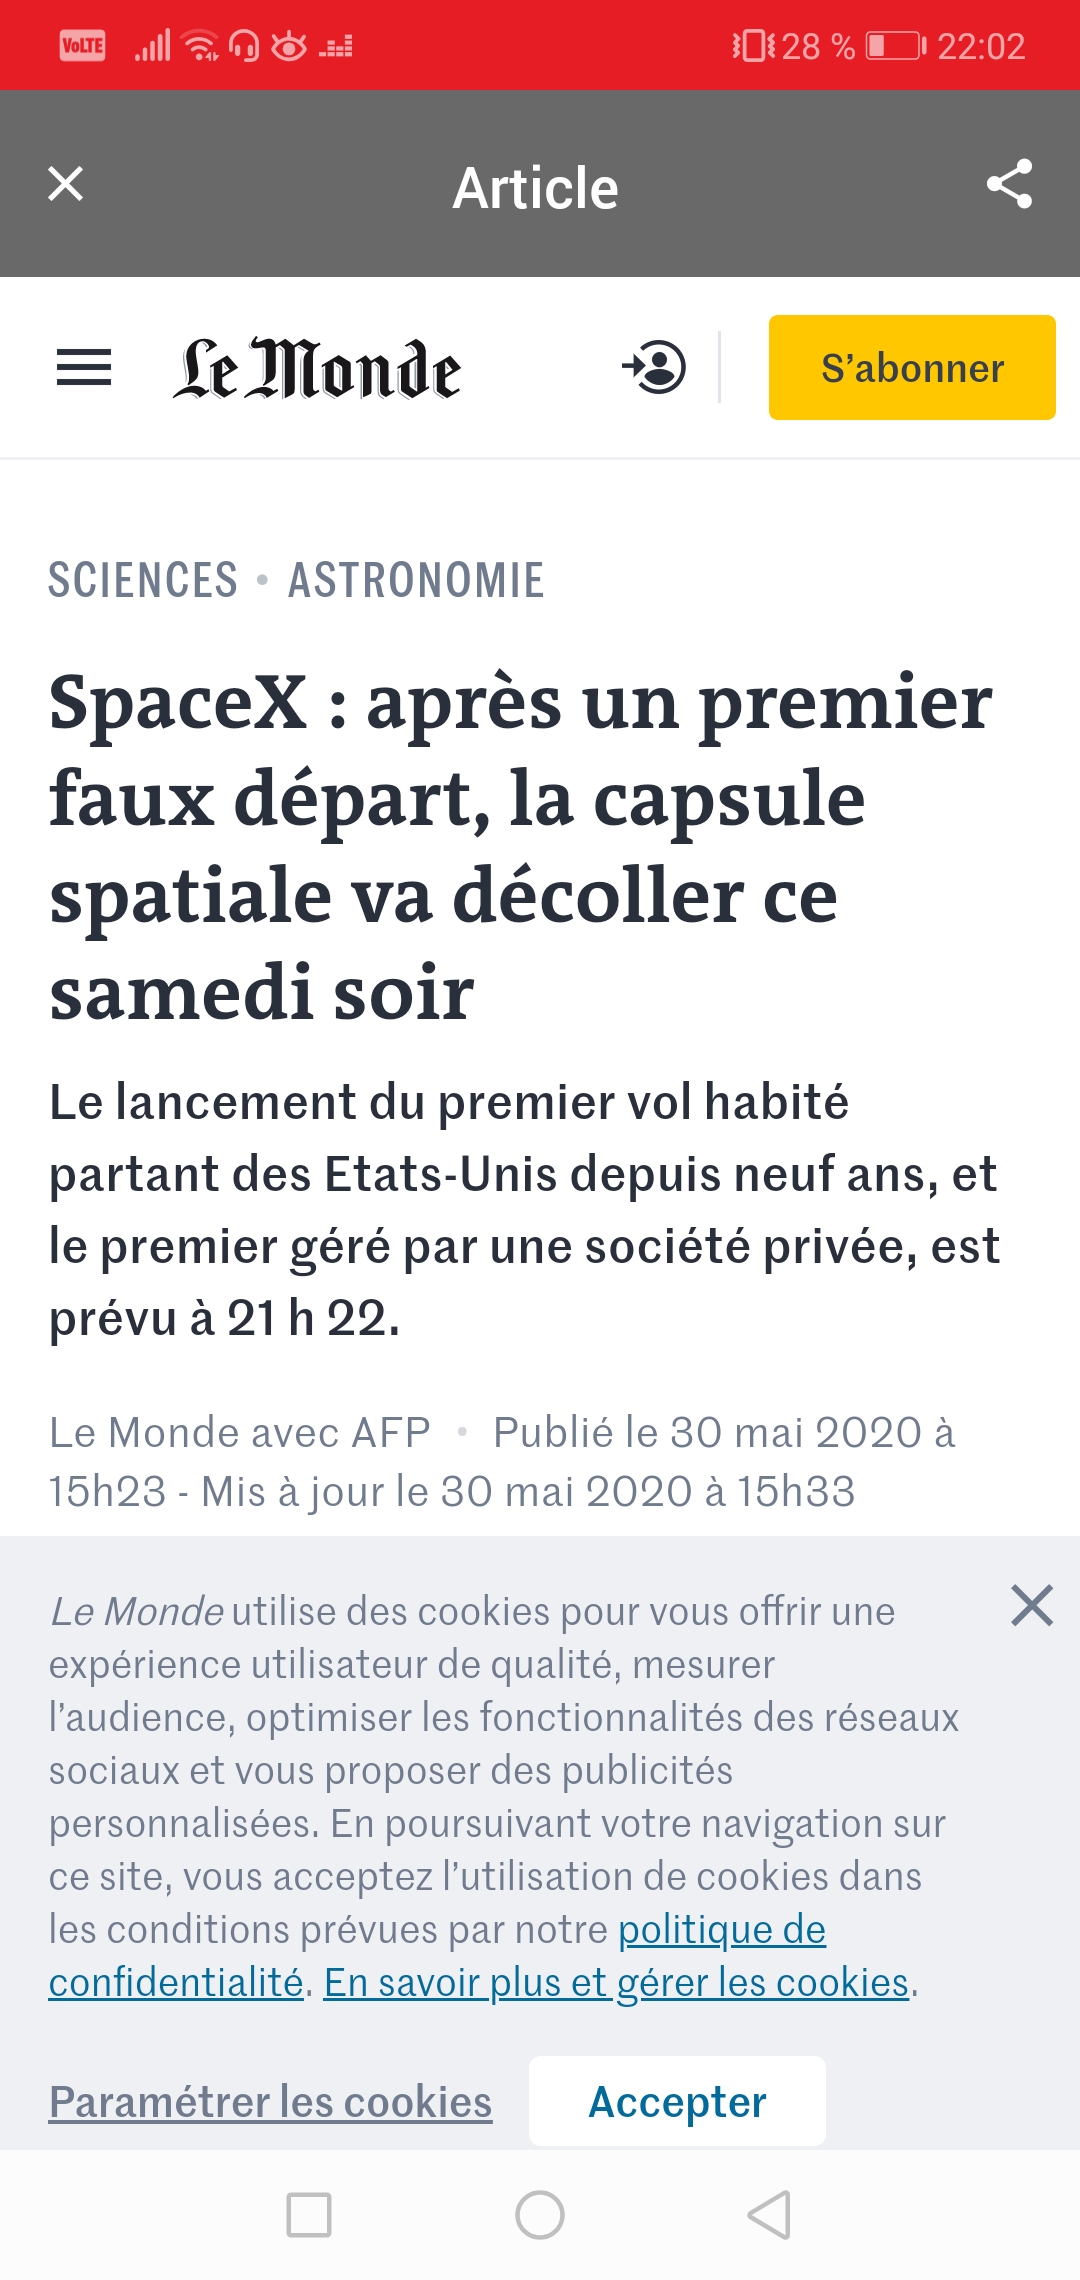 VoLTE 28 % 22:02
Article
Le Monde S’abonner
SCIENCES • ASTRONOMIE
SpaceX : après un premier
faux départ, la capsule
spatiale va décoller ce
samedi soir
Le lancement du premier vol habité
partant des Etats-Unis depuis neuf ans, et
le premier géré par une société privée, est
prévu à 21 h 22.
Le Monde avec AFP • Publié le 30 mai 2020 à
15h23 - Mis à jour le 30 mai 2020 à 15h33
Le Monde utilise des cookies pour vous offrir une
expérience utilisateur de qualité, mesurer
l’audience, optimiser les fonctionnalités des réseaux
sociaux et vous proposer des publicités
personnalisées. En poursuivant votre navigation sur
ce site, vous acceptez l’utilisation de cookies dans
les conditions prévues par notre politique de
confidentialité. En savoir plus et gérer les cookies.
Paramétrer les cookies Accepter